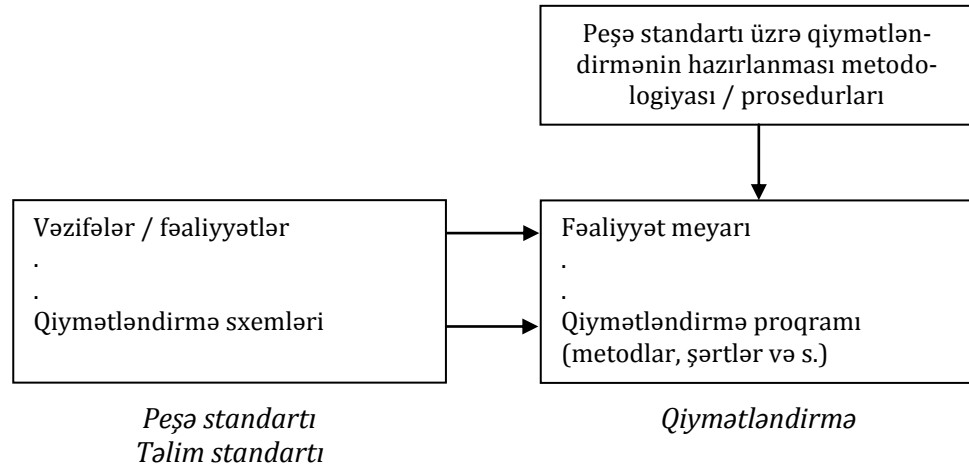 Peşə standartı üzrə qiymətlən-
dirmənin hazırlanması metodo-
logiyası / prosedurları
Vəzifələr / fəaliyyətlər
.
.
Qiymətləndirmə sxemləri
Fəaliyyət meyarı
.
.
Qiymətləndirmə proqramı
(metodlar, şərtlər və s.)
Peşə standartı
Təlim standartı
Qiymətləndirmə